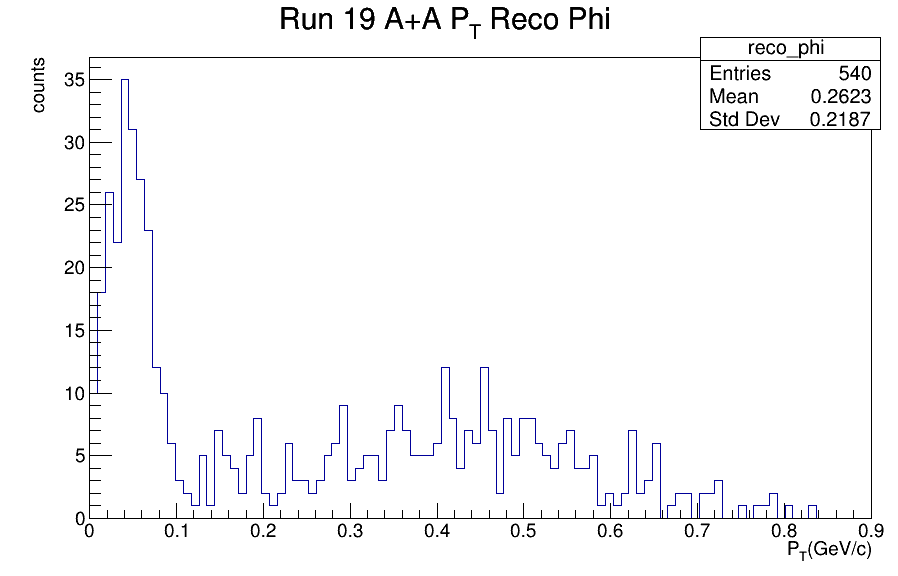 Run 19 A+A P_T Reco Phi
reco_phi
Entries 540
Mean 0.2623
Std Dev 0.2187
counts
35
30
25
20
15
10
5
0
0 0.1 0.2 0.3 0.4 0.5 0.6 0.7 0.8 0.9
P_T(GeV/c)